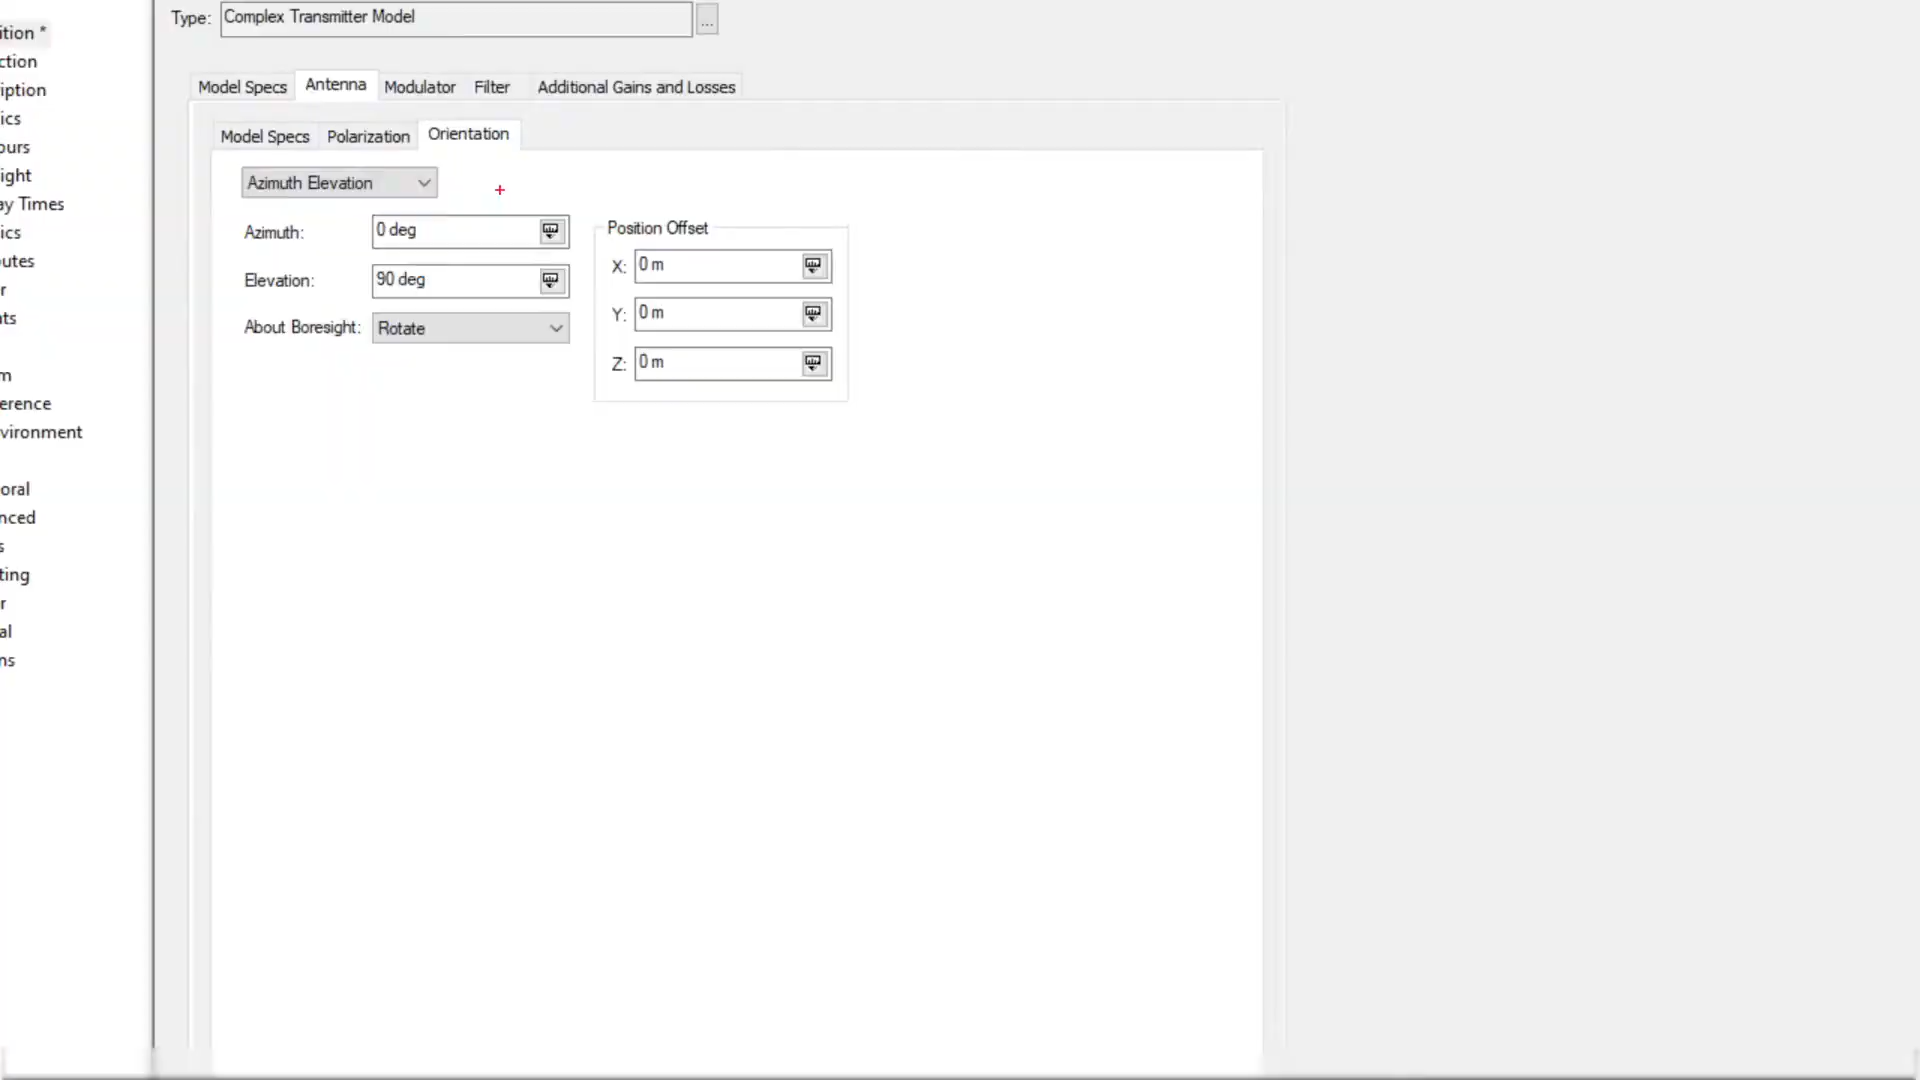 Type: Complex Transmitter Model ...
ition *
ction
iption
ics
ours
ight
ay Times
ics
outes
r
nts
m
erence
vironment
oral
nced
s
ting
r
al
ns
Model Specs Antenna Modulator Filter Additional Gains and Losses
Model Specs Polarization Orientation
Azimuth Elevation
Azimuth: 0 deg
Elevation: 90 deg
About Boresight: Rotate
Position Offset
X: 0 m
Y: 0 m
Z: 0 m